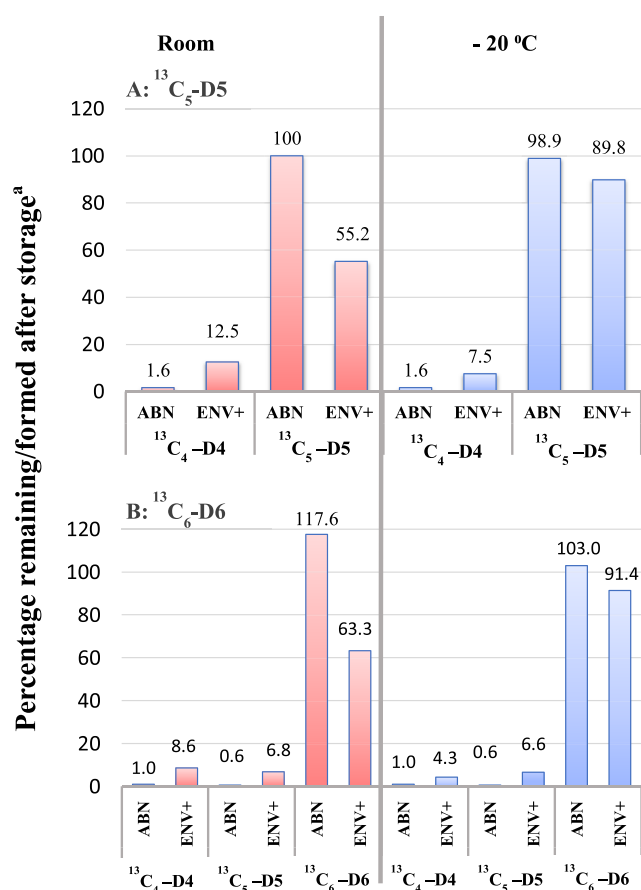 Room
- 20 ⁰C
Percentage remaining/formed after storageᵃ
A: ¹³C₅-D5
120
100
80
60
40
20
0
1.6
12.5
100
55.2
1.6
7.5
98.9
89.8
ABN ENV+ ABN ENV+ ABN ENV+ ABN ENV+
¹³C₄ –D4 ¹³C₅ –D5 ¹³C₄ –D4 ¹³C₅ –D5
B: ¹³C₆-D6
120
100
80
60
40
20
0
1.0
8.6
0.6
6.8
117.6
63.3
1.0
4.3
0.6
6.6
103.0
91.4
ABN
ENV+
ABN
ENV+
ABN
ENV+
ABN
ENV+
ABN
ENV+
ABN
ENV+
¹³C₄ –D4 ¹³C₅ –D5 ¹³C₆ –D6 ¹³C₄ –D4 ¹³C₅ –D5 ¹³C₆ –D6